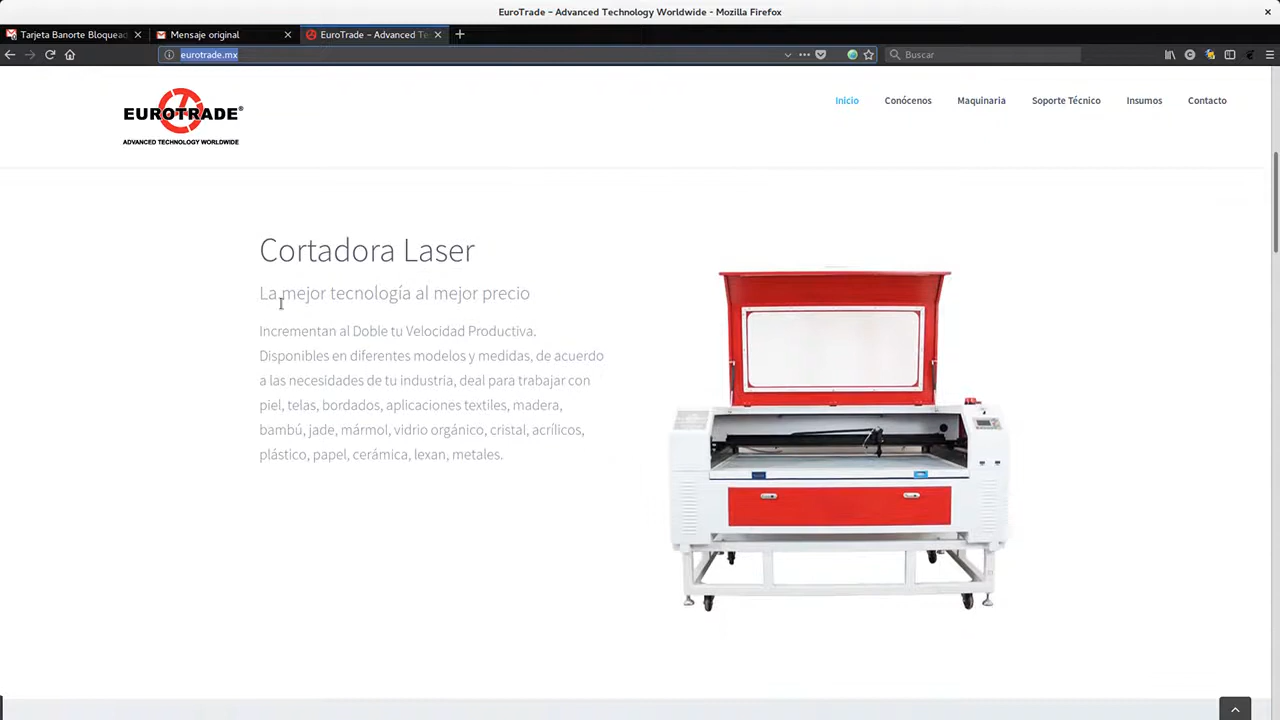 EuroTrade – Advanced Technology Worldwide - Mozilla Firefox
Tarjeta Banorte Bloquead
Mensaje original
EuroTrade – Advanced Te
eurotrade.mx
Buscar
EUROTRADE®
ADVANCED TECHNOLOGY WORLDWIDE
Inicio
Conócenos
Maquinaria
Soporte Técnico
Insumos
Contacto
Cortadora Laser
La mejor tecnología al mejor precio
Incrementan al Doble tu Velocidad Productiva.
Disponibles en diferentes modelos y medidas, de acuerdo
a las necesidades de tu industria, deal para trabajar con
piel, telas, bordados, aplicaciones textiles, madera,
bambú, jade, mármol, vidrio orgánico, cristal, acrílicos,
plástico, papel, cerámica, lexan, metales.